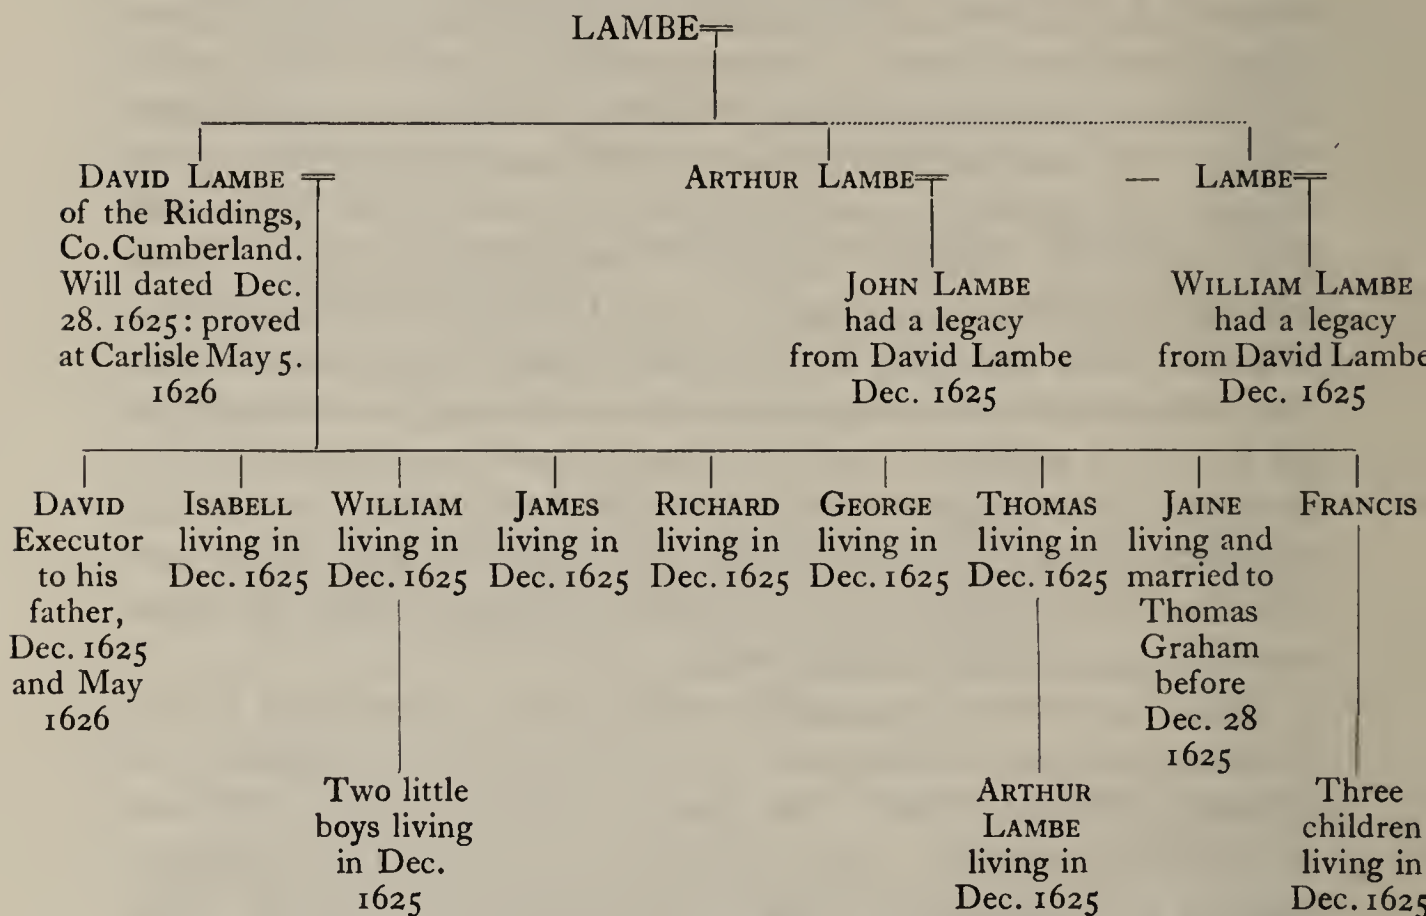 LAMBE
DAVID LAMBE
of the Riddings,
Co.Cumberland.
Will dated Dec.
28. 1625: proved
at Carlisle May 5.
1626
ARTHUR LAMBE
— LAMBE
JOHN LAMBE
had a legacy
from David Lambe
Dec. 1625
WILLIAM LAMBE
had a legacy
from David Lambe
Dec. 1625
DAVID
Executor
to his
father,
Dec. 1625
and May
1626
ISABELL
living in
Dec. 1625
WILLIAM
living in
Dec. 1625
JAMES
living in
Dec. 1625
RICHARD
living in
Dec. 1625
GEORGE
living in
Dec. 1625
THOMAS
living in
Dec. 1625
JAINE
living and
married to
Thomas
Graham
before
Dec. 28
1625
FRANCIS
Two little
boys living
in Dec.
1625
ARTHUR
LAMBE
living in
Dec. 1625
Three
children
living in
Dec. 1625